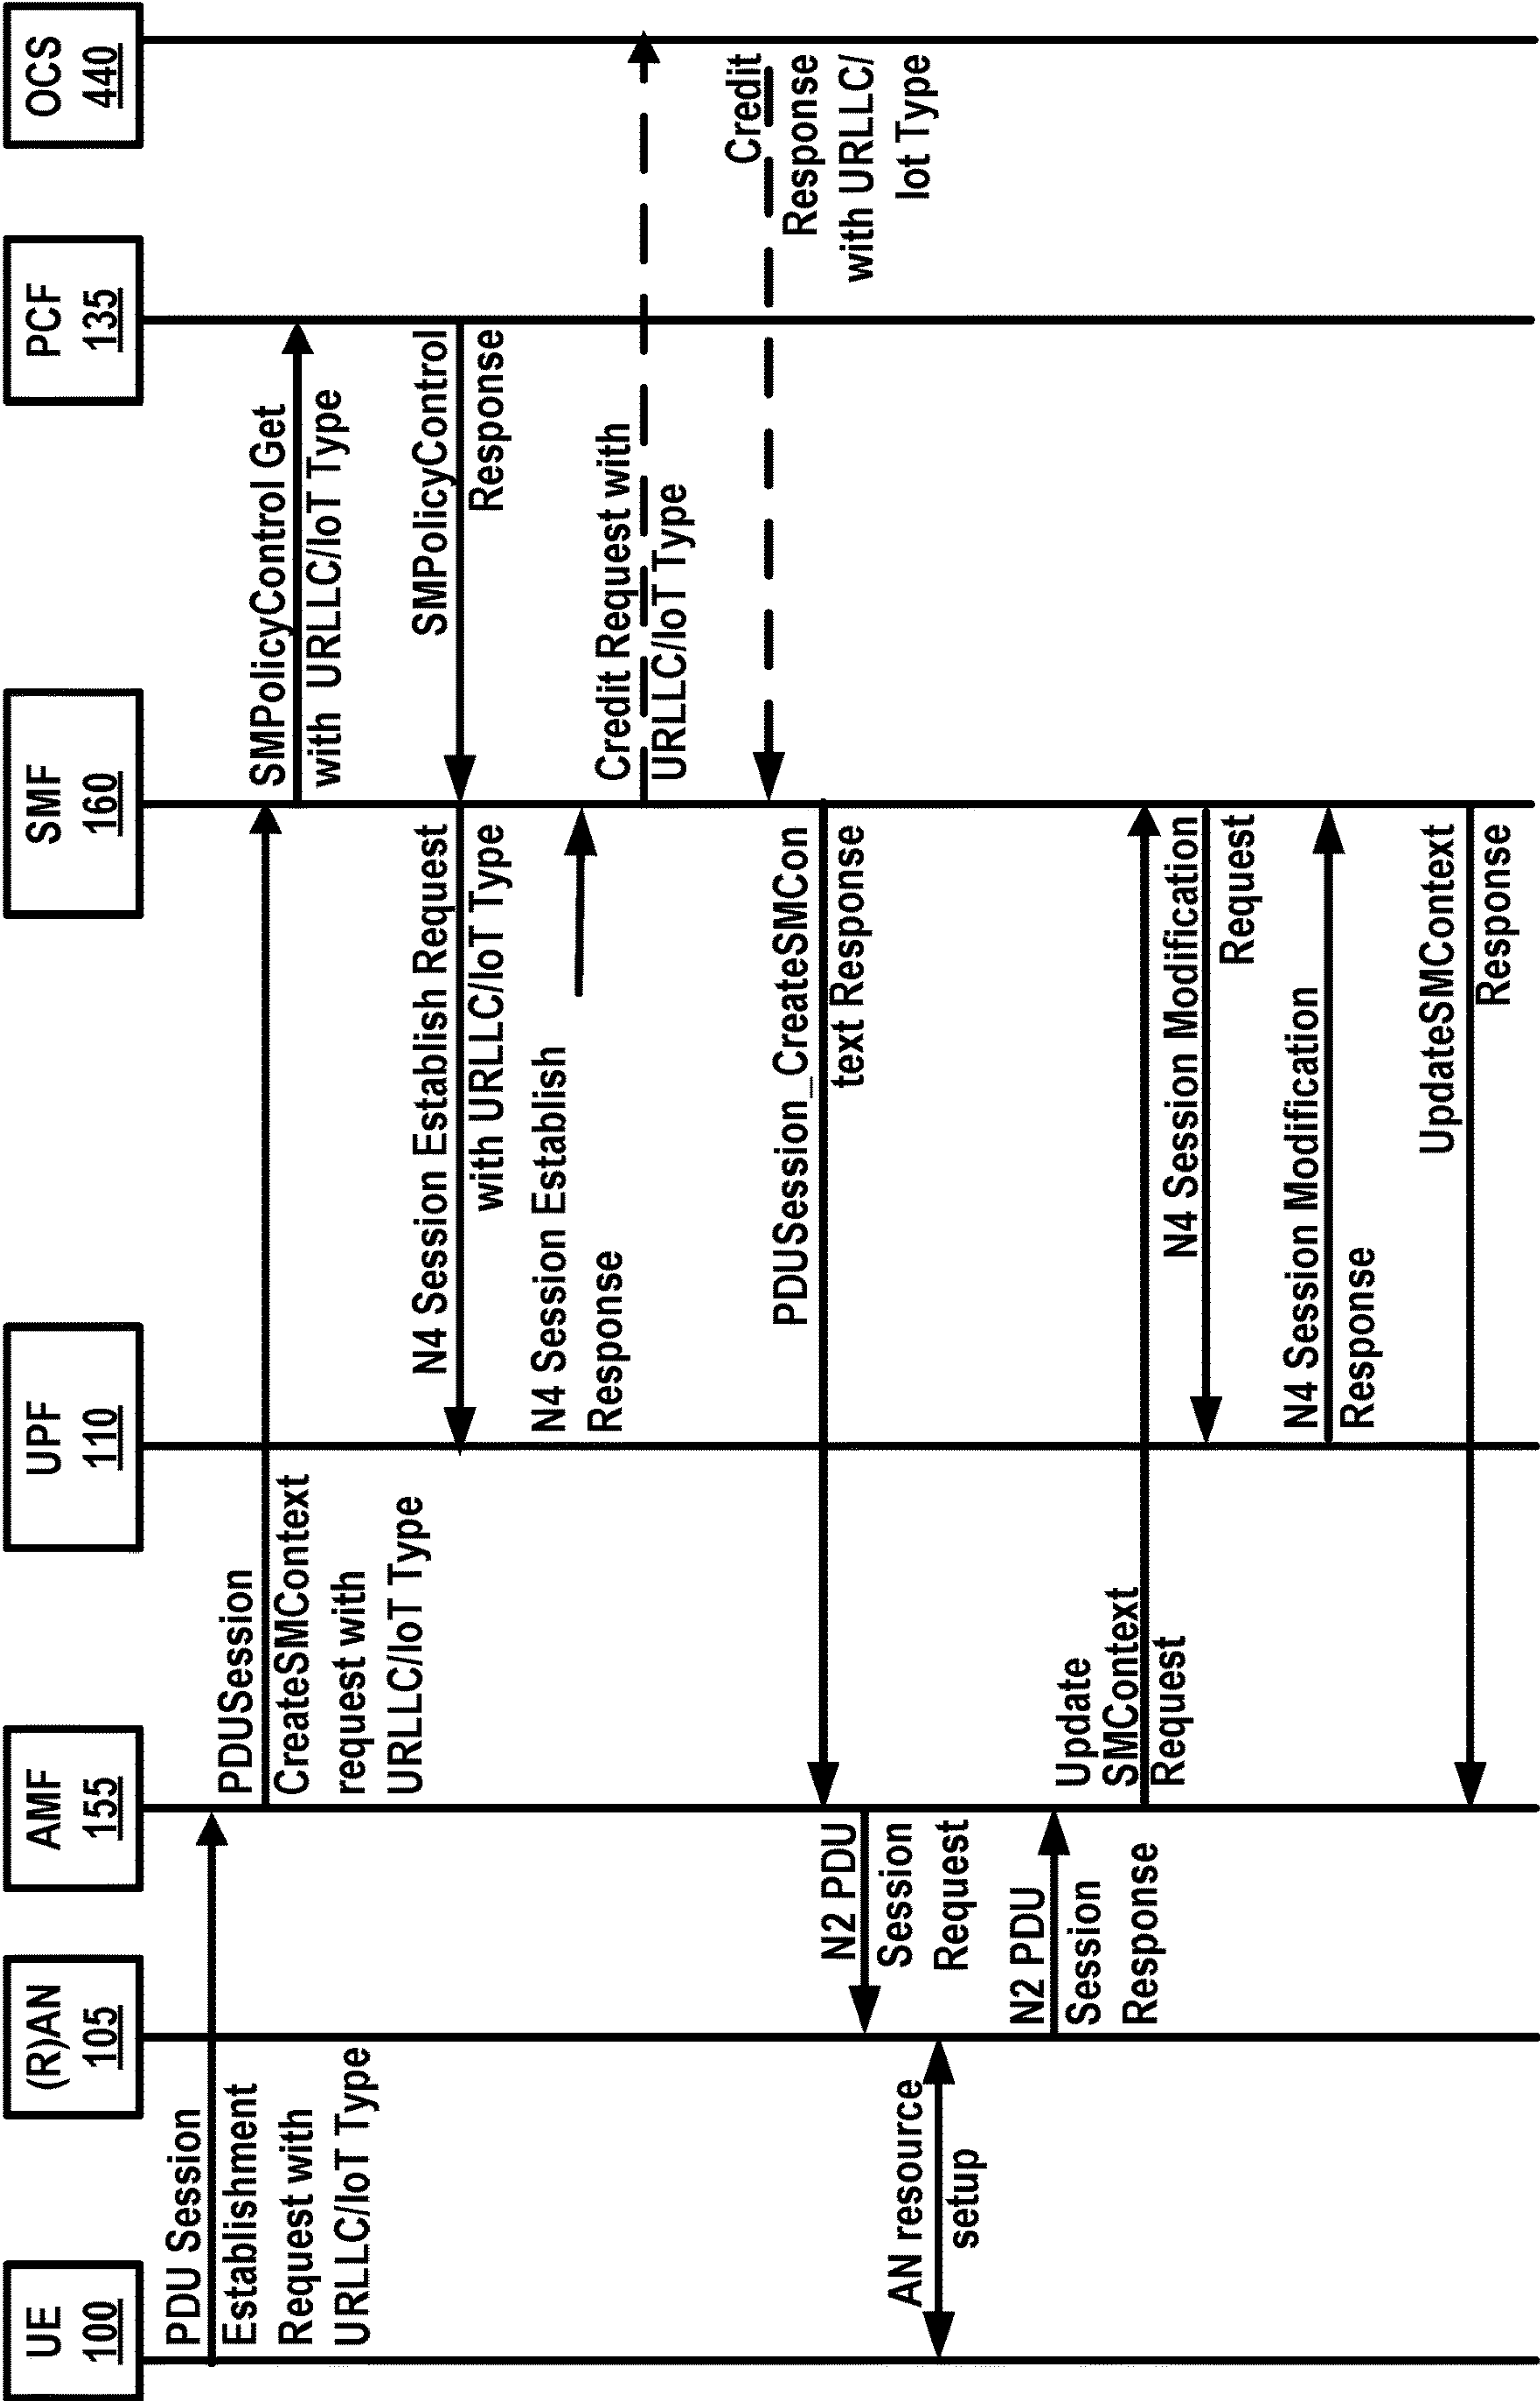 UE
100
(R)AN
105
AMF
155
UPF
110
SMF
160
PCF
135
OCS
440
PDU Session
Establishment
Request with
URLLC/IoT Type
PDUSession
CreateSMContext
request with
URLLC/IoT Type
SMPolicyControl Get
with URLLC/IoT Type
SMPolicyControl
Response
N4 Session Establish Request
with URLLC/IoT Type
N4 Session Establish
Response
Credit Request with
URLLC/IoT Type
Credit
Response
with URLLC/
Iot Type
PDUSession_CreateSMCon
text Response
N2 PDU
Session
Request
AN resource
setup
N2 PDU
Session
Response
Update
SMContext
Request
N4 Session Modification
Request
N4 Session Modification
Response
UpdateSMContext
Response